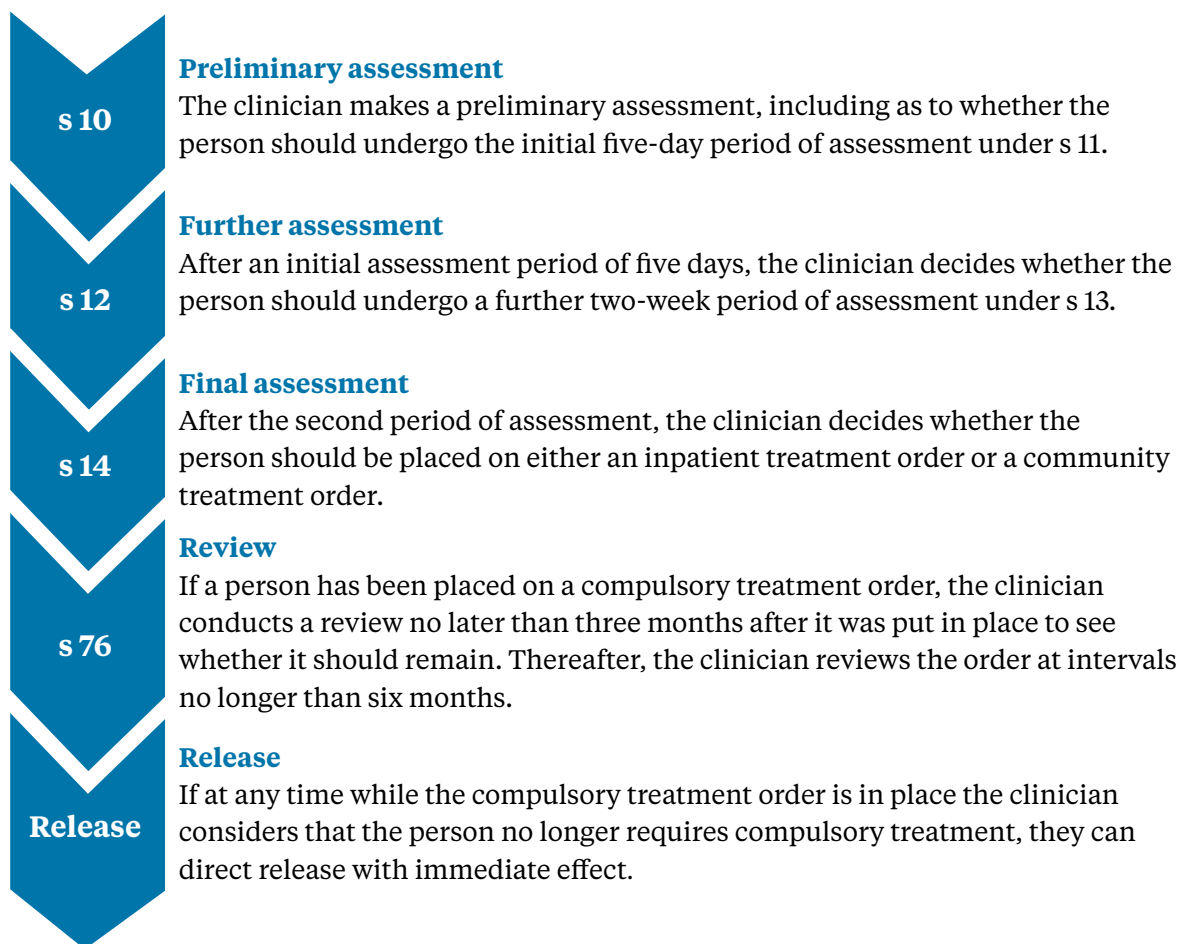 s 10
Preliminary assessment
The clinician makes a preliminary assessment, including as to whether the
person should undergo the initial five-day period of assessment under s 11.
s 12
Further assessment
After an initial assessment period of five days, the clinician decides whether the
person should undergo a further two-week period of assessment under s 13.
s 14
Final assessment
After the second period of assessment, the clinician decides whether the
person should be placed on either an inpatient treatment order or a community
treatment order.
s 76
Review
If a person has been placed on a compulsory treatment order, the clinician
conducts a review no later than three months after it was put in place to see
whether it should remain. Thereafter, the clinician reviews the order at intervals
no longer than six months.
Release
Release
If at any time while the compulsory treatment order is in place the clinician
considers that the person no longer requires compulsory treatment, they can
direct release with immediate effect.